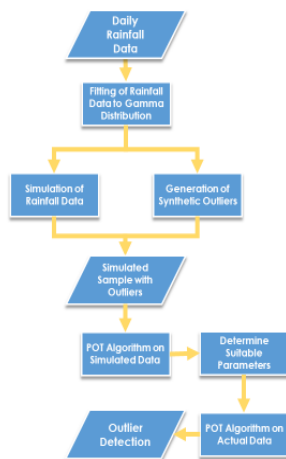 Daily
Rainfall
Data
Fitting of Rainfall
Data to Gamma
Distribution
Simulation of
Rainfall Data
Generation of
Synthetic Outliers
Simulated
Sample with
Outliers
POT Algorithm on
Simulated Data
Determine
Suitable
Parameters
Outlier
Detection
POT Algorithm on
Actual Data